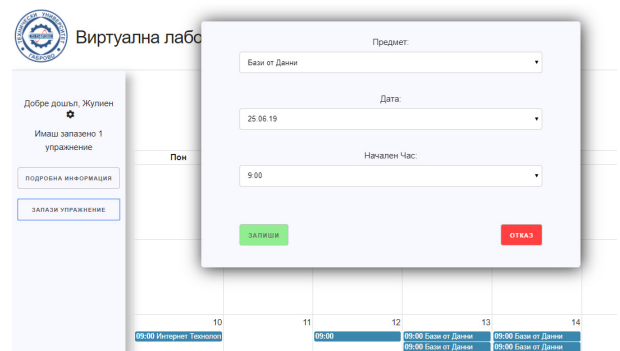 Виртуална лабо
Добре дошъл, Жулиен
Имаш запазено 1
упражнение
ПОДРОБНА ИНФОРМАЦИЯ
ЗАПАЗИ УПРАЖНЕНИЕ
Предмет:
Бази от Данни
Дата:
25.06.19
Начален Час:
9:00
ЗАПИШИ
ОТКАЗ
Пон
10
11
12
13
14
09:00 Интернет Технолог
09:00
09:00 Бази от Данни
09:00 Бази от Данни
09:00 Бази от Данни
09:00 Бази от Данни